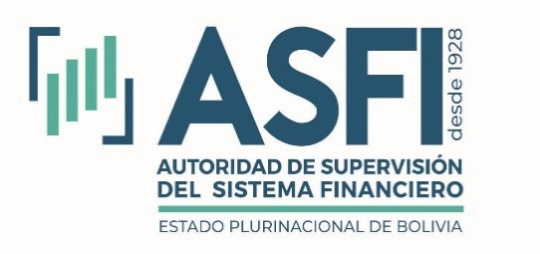 ASFI
desde 1928
AUTORIDAD DE SUPERVISIÓN
DEL SISTEMA FINANCIERO
ESTADO PLURINACIONAL DE BOLIVIA